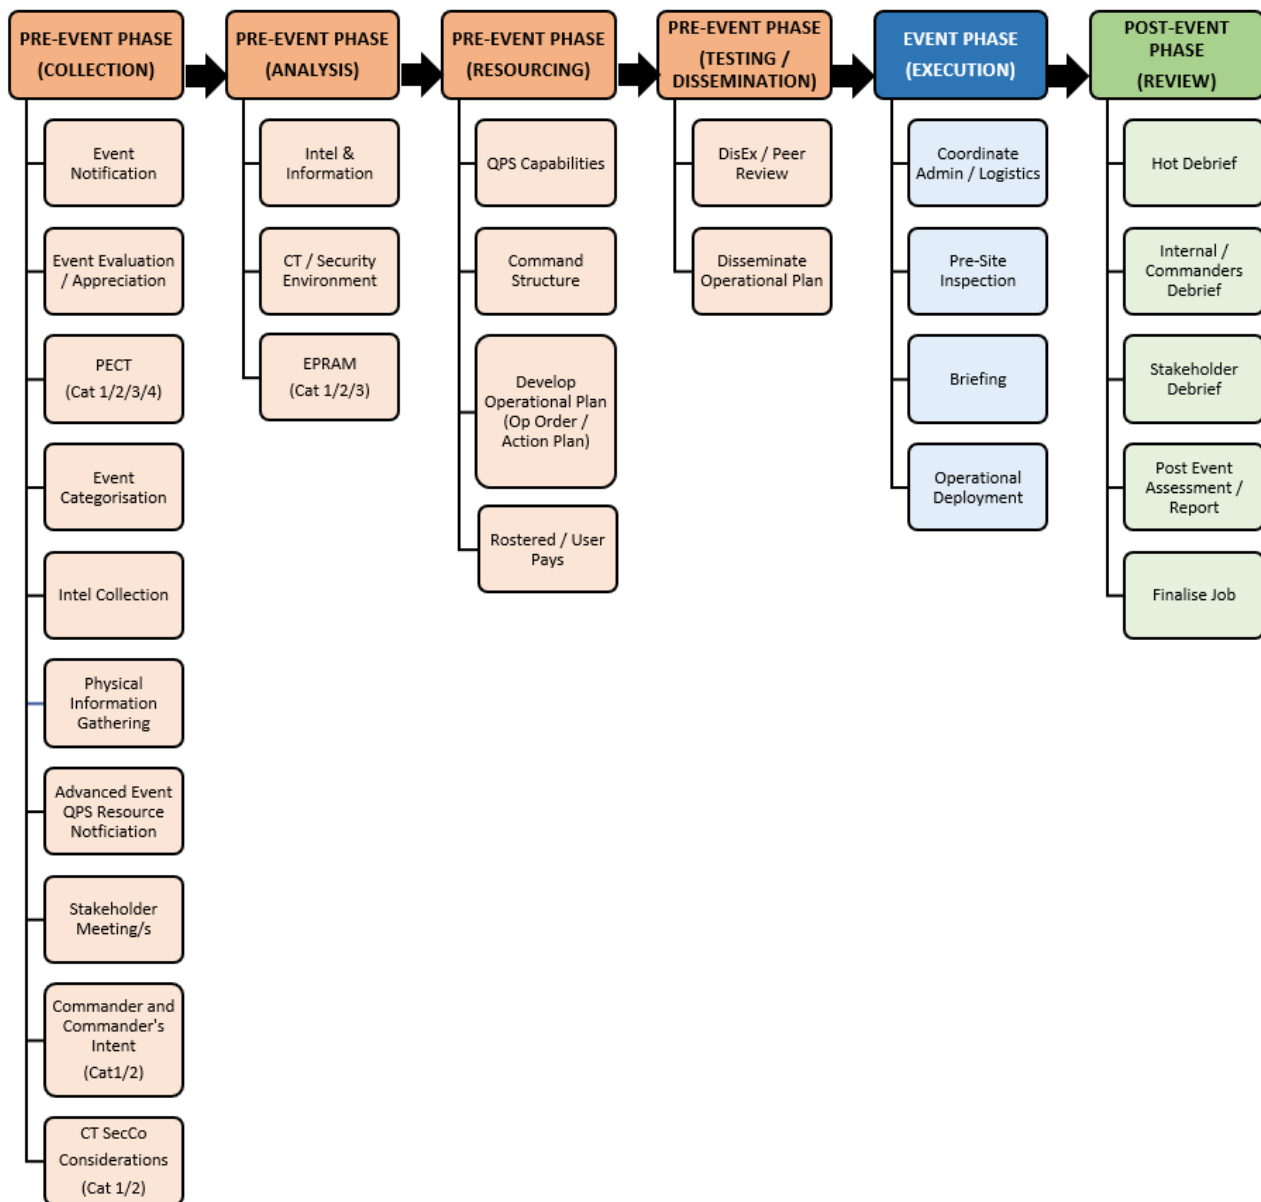 PRE-EVENT PHASE
(COLLECTION)
Event
Notification
Event Evaluation
/ Appreciation
PECT
(Cat 1/2/3/4)
Event
Categorisation
Intel Collection
Physical
Information
Gathering
Advanced Event
QPS Resource
Notficiation
Stakeholder
Meeting/s
Commander and
Commander's
Intent
(Cat1/2)
CT SecCo
Considerations
(Cat 1/2)
PRE-EVENT PHASE
(ANALYSIS)
Intel &
Information
CT / Security
Environment
EPRAM
(Cat 1/2/3)
PRE-EVENT PHASE
(RESOURCING)
QPS Capabilities
Command
Structure
Develop
Operational Plan
(Op Order /
Action Plan)
Rostered / User
Pays
PRE-EVENT PHASE
(TESTING /
DISSEMINATION)
DisEx / Peer
Review
Disseminate
Operational Plan
EVENT PHASE
(EXECUTION)
Coordinate
Admin / Logistics
Pre-Site
Inspection
Briefing
Operational
Deployment
POST-EVENT
PHASE
(REVIEW)
Hot Debrief
Internal /
Commanders
Debrief
Stakeholder
Debrief
Post Event
Assessment /
Report
Finalise Job